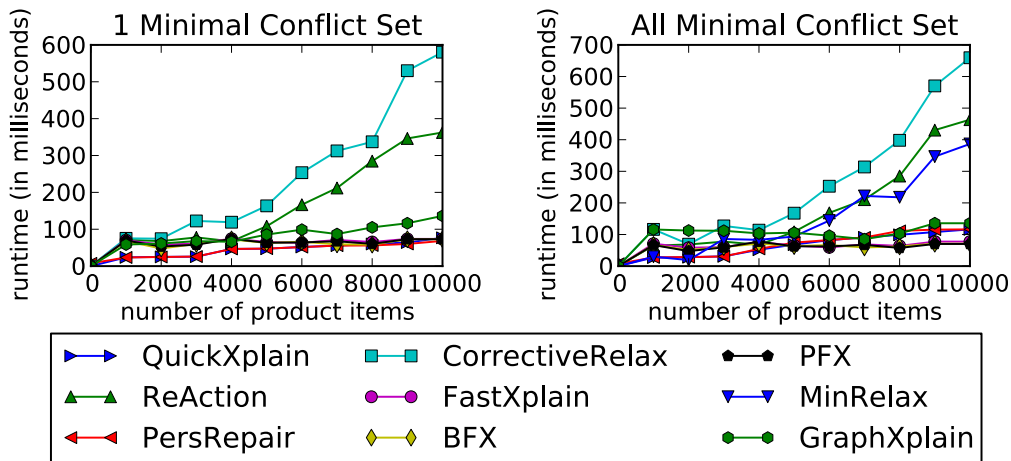 1 Minimal Conflict Set
runtime (in milliseconds)
600
500
400
300
200
100
0
0 2000 4000 6000 8000 10000
number of product items
All Minimal Conflict Set
runtime (in milliseconds)
700
600
500
400
300
200
100
0
0 2000 4000 6000 8000 10000
number of product items
QuickXplain CorrectiveRelax PFX
ReAction FastXplain MinRelax
PersRepair BFX GraphXplain